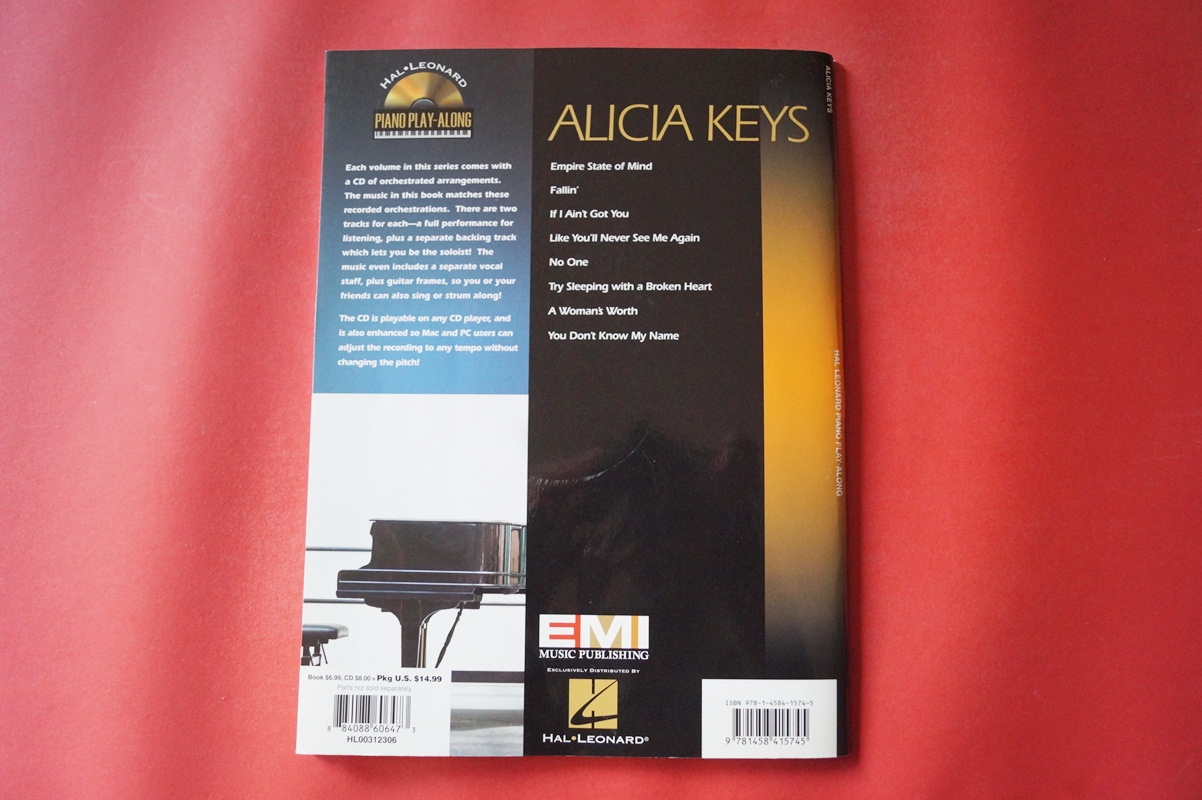 HAL•LEONARD
PIANO PLAY-ALONG
Each volume in this series comes with
a CD of orchestrated arrangements.
The music in this book matches these
recorded orchestrations. There are two
tracks for each—a full performance for
listening, plus a separate backing track
which lets you be the soloist! The
music even includes a separate vocal
staff, plus guitar frames, so you or your
friends can also sing or strum along!
The CD is playable on any CD player, and
is also enhanced so Mac and PC users can
adjust the recording to any tempo without
changing the pitch!
ALICIA KEYS
Empire State of Mind
Fallin'
If I Ain't Got You
Like You'll Never See Me Again
No One
Try Sleeping with a Broken Heart
A Woman's Worth
You Don't Know My Name
ALICIA KEYS
HAL LEONARD PIANO PLAY-ALONG
Book $6.99, CD $8.00 = Pkg U.S. $14.99
Parts not sold separately
8 84088 60647 3
HL00312306
EMI
MUSIC PUBLISHING
EXCLUSIVELY DISTRIBUTED BY
HAL•LEONARD®
ISBN 978-1-4584-1574-5
9 781458 415745